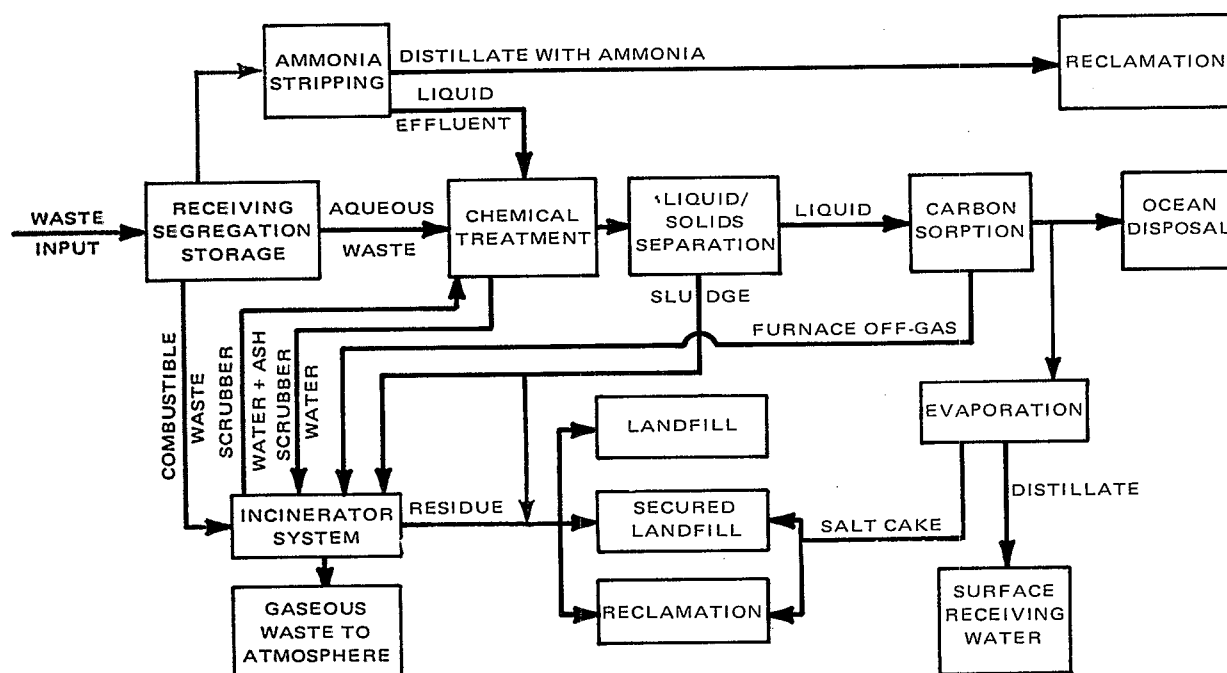 AMMONIA
STRIPPING
DISTILLATE WITH AMMONIA
RECLAMATION
LIQUID
EFFLUENT
WASTE
INPUT
RECEIVING
SEGREGATION
STORAGE
AQUEOUS
WASTE
CHEMICAL
TREATMENT
LIQUID/
SOLIDS
SEPARATION
LIQUID
CARBON
SORPTION
OCEAN
DISPOSAL
SLUDGE
FURNACE OFF-GAS
COMBUSTIBLE
WASTE
SCRUBBER
WATER + ASH
SCRUBBER
WATER
EVAPORATION
LANDFILL
DISTILLATE
INCINERATOR
SYSTEM
RESIDUE
SECURED
LANDFILL
SALT CAKE
GASEOUS
WASTE TO
ATMOSPHERE
RECLAMATION
SURFACE
RECEIVING
WATER